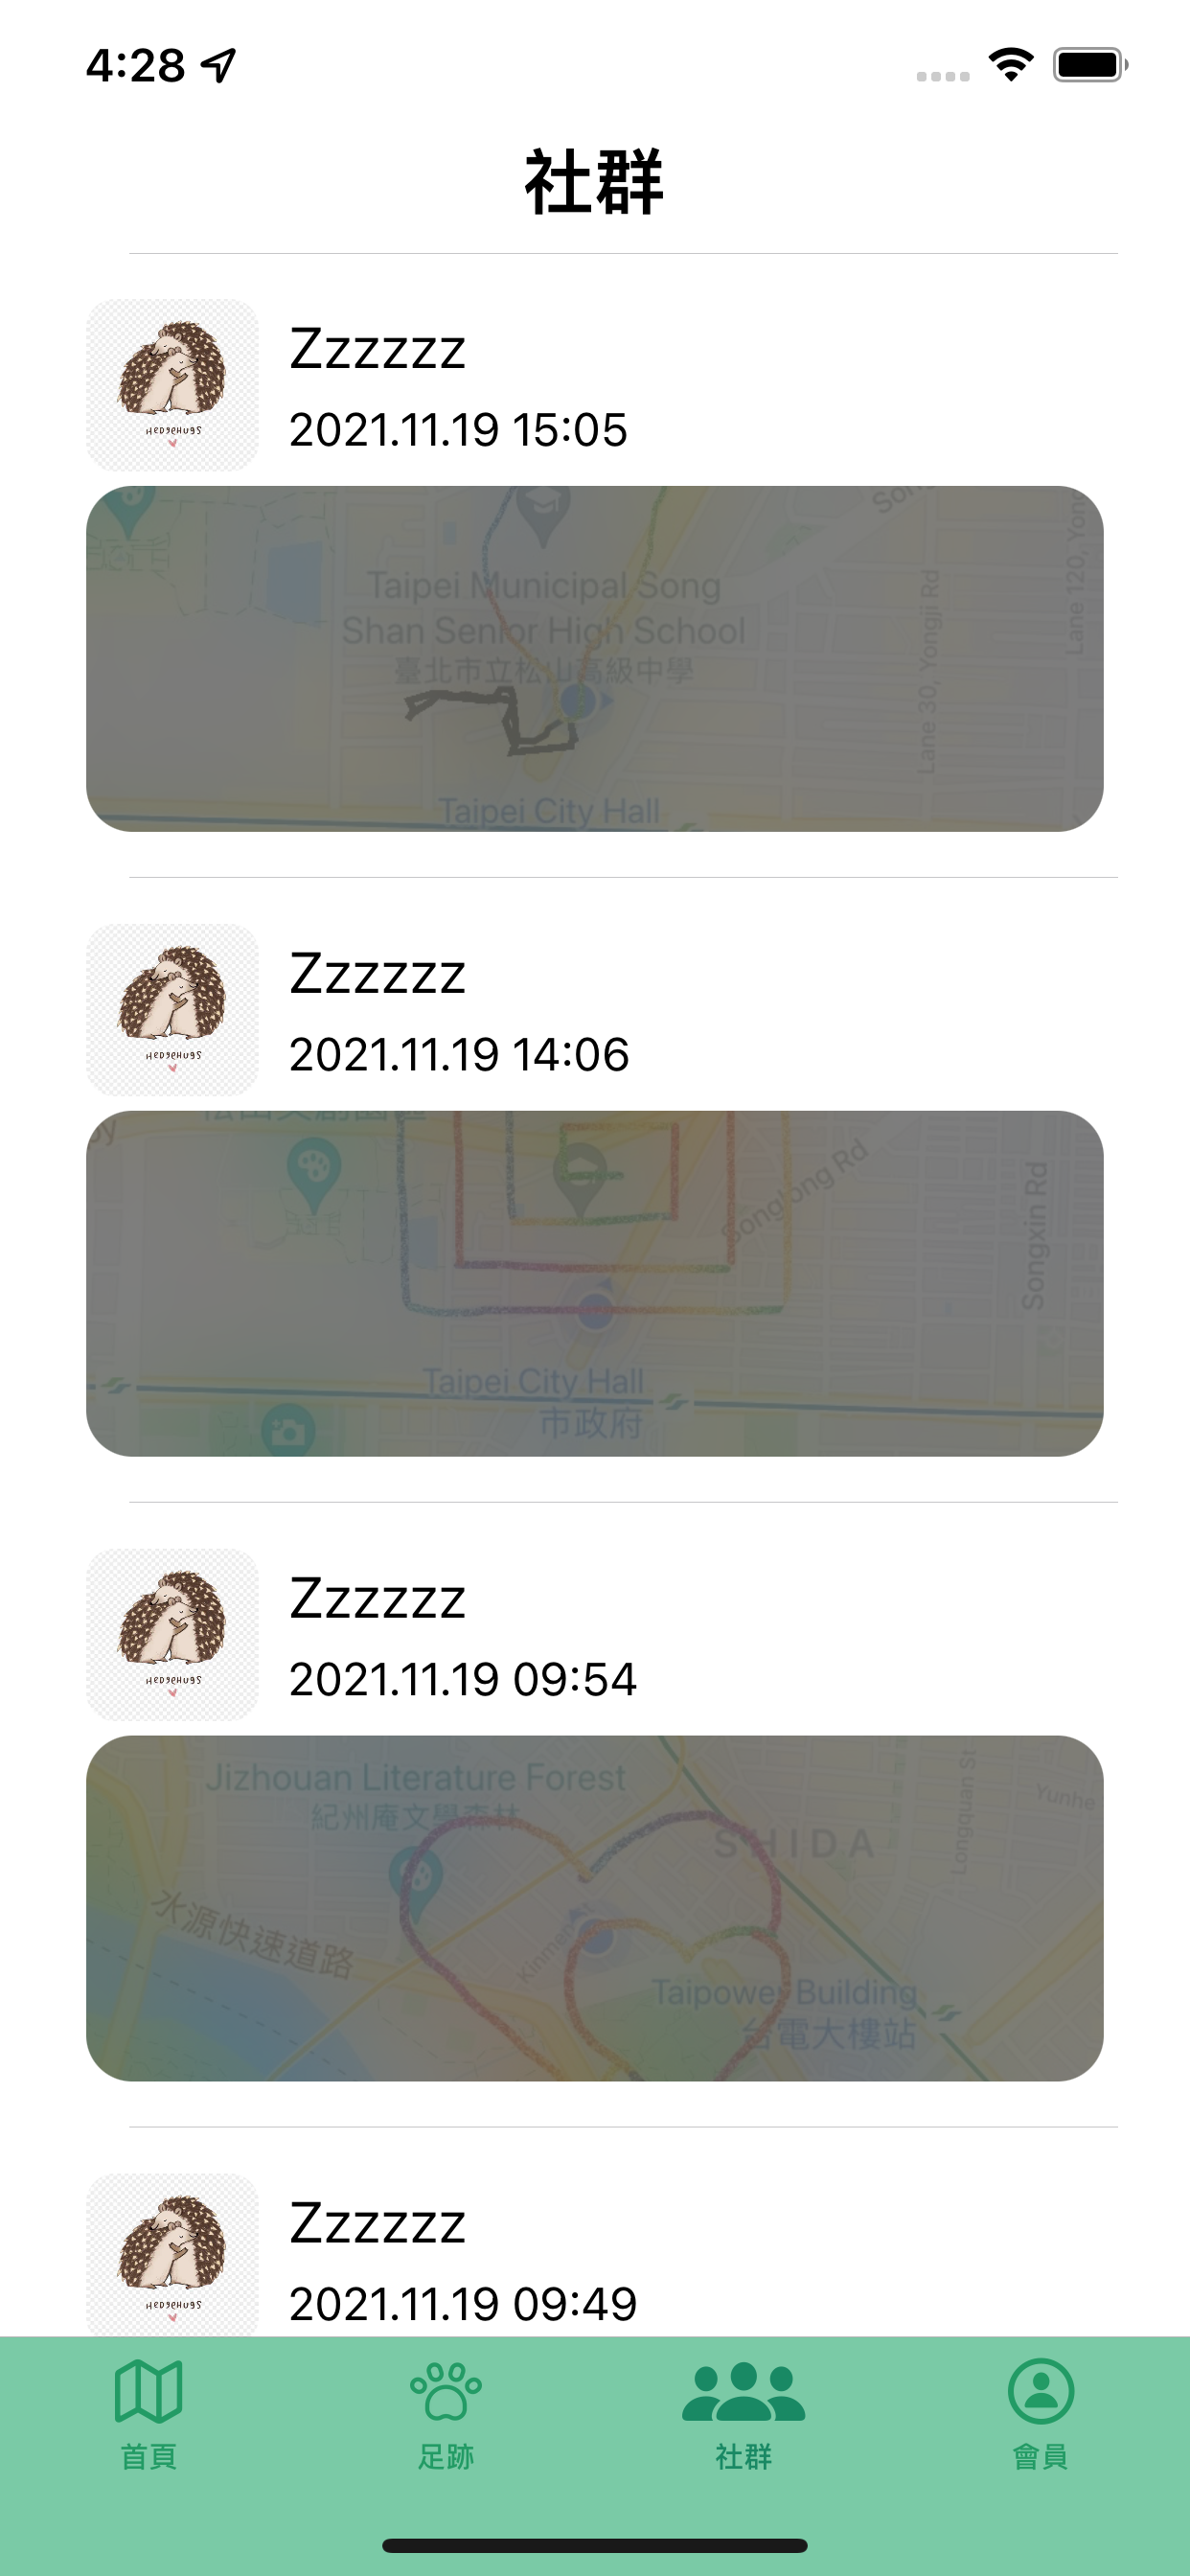 4:28
社群
Zzzzzz
2021.11.19 15:05
HEDGEHUGS
Taipei Municipal Song
Shan Senior High School
臺北市立松山高級中學
Lane 30, Yongji Rd
Lane 120, Yong
Taipei City Hall
Zzzzzz
2021.11.19 14:06
HEDGEHUGS
Songlong Rd
Songxin Rd
Taipei City Hall
市政府
Zzzzzz
2021.11.19 09:54
HEDGEHUGS
Jizhouan Literature Forest
紀州庵文學森林
SHIDA
Longquan St
Yunhe
水源快速道路
Kinmen
Taipower Building
台電大樓站
Zzzzzz
2021.11.19 09:49
HEDGEHUGS
首頁
足跡
社群
會員